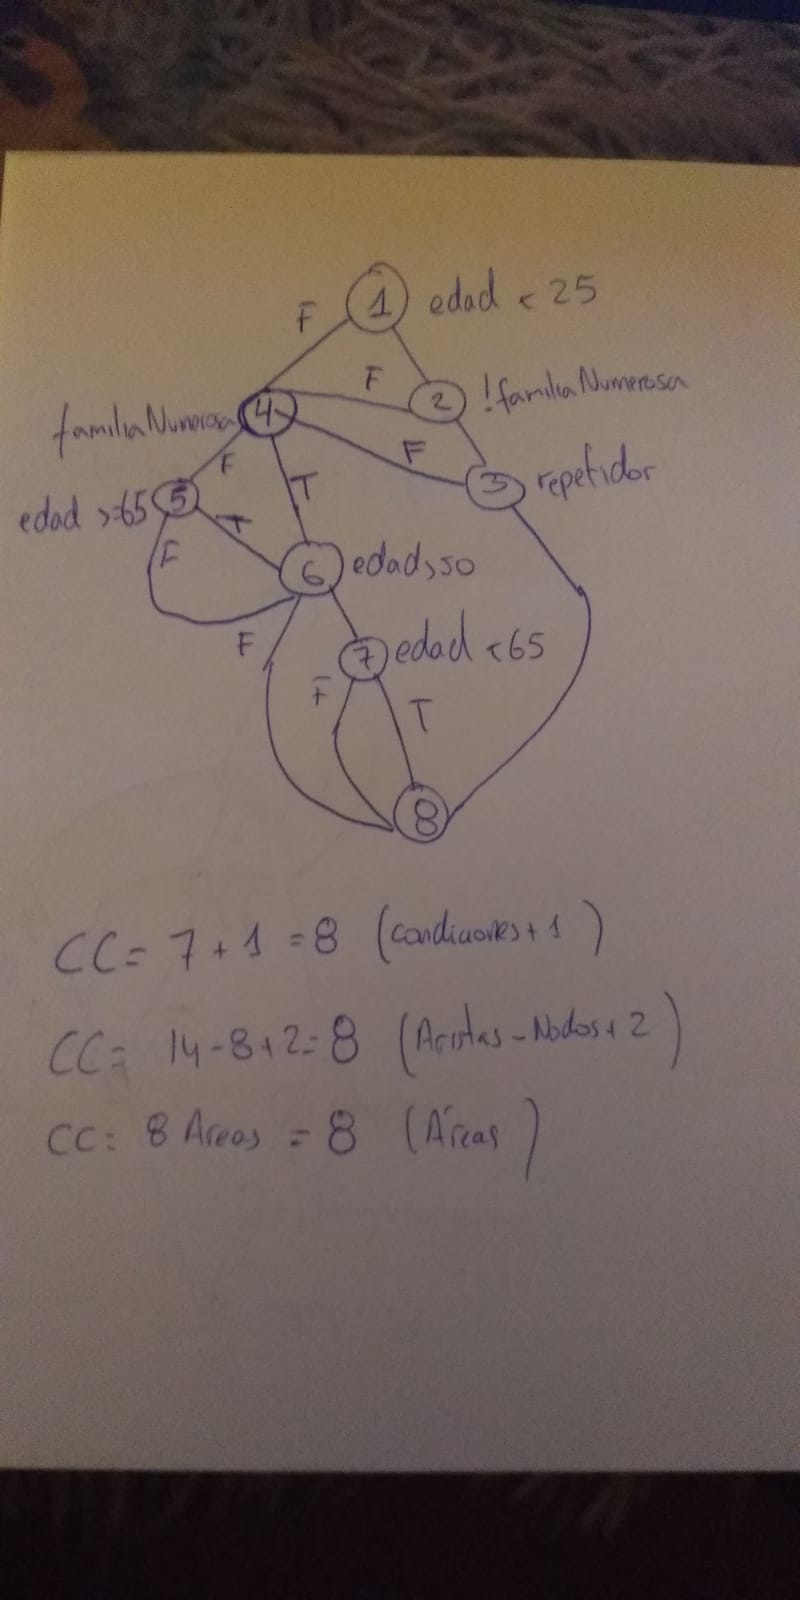 1 edad < 25
F
F
2 !familiaNumerosa
familiaNumerosa 4
F
3 repetidor
F
T
edad >=65 5
T
F
6 edad>50
F
7 edad <65
F
T
8
CC= 7+1 =8 (condiciones+1)
CC= 14-8+2=8 (Aristas-Nodos+2)
CC= 8 Areas = 8 (Áreas)